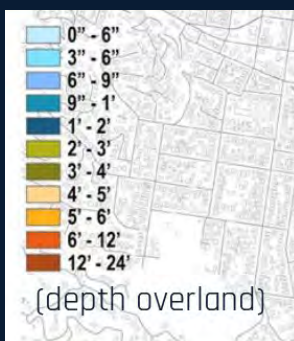 0” - 6”
3” - 6”
6” - 9”
9” - 1’
1’ - 2’
2’ - 3’
3’ - 4’
4’ - 5’
5’ - 6’
6’ - 12’
12’ - 24’
(depth overland)